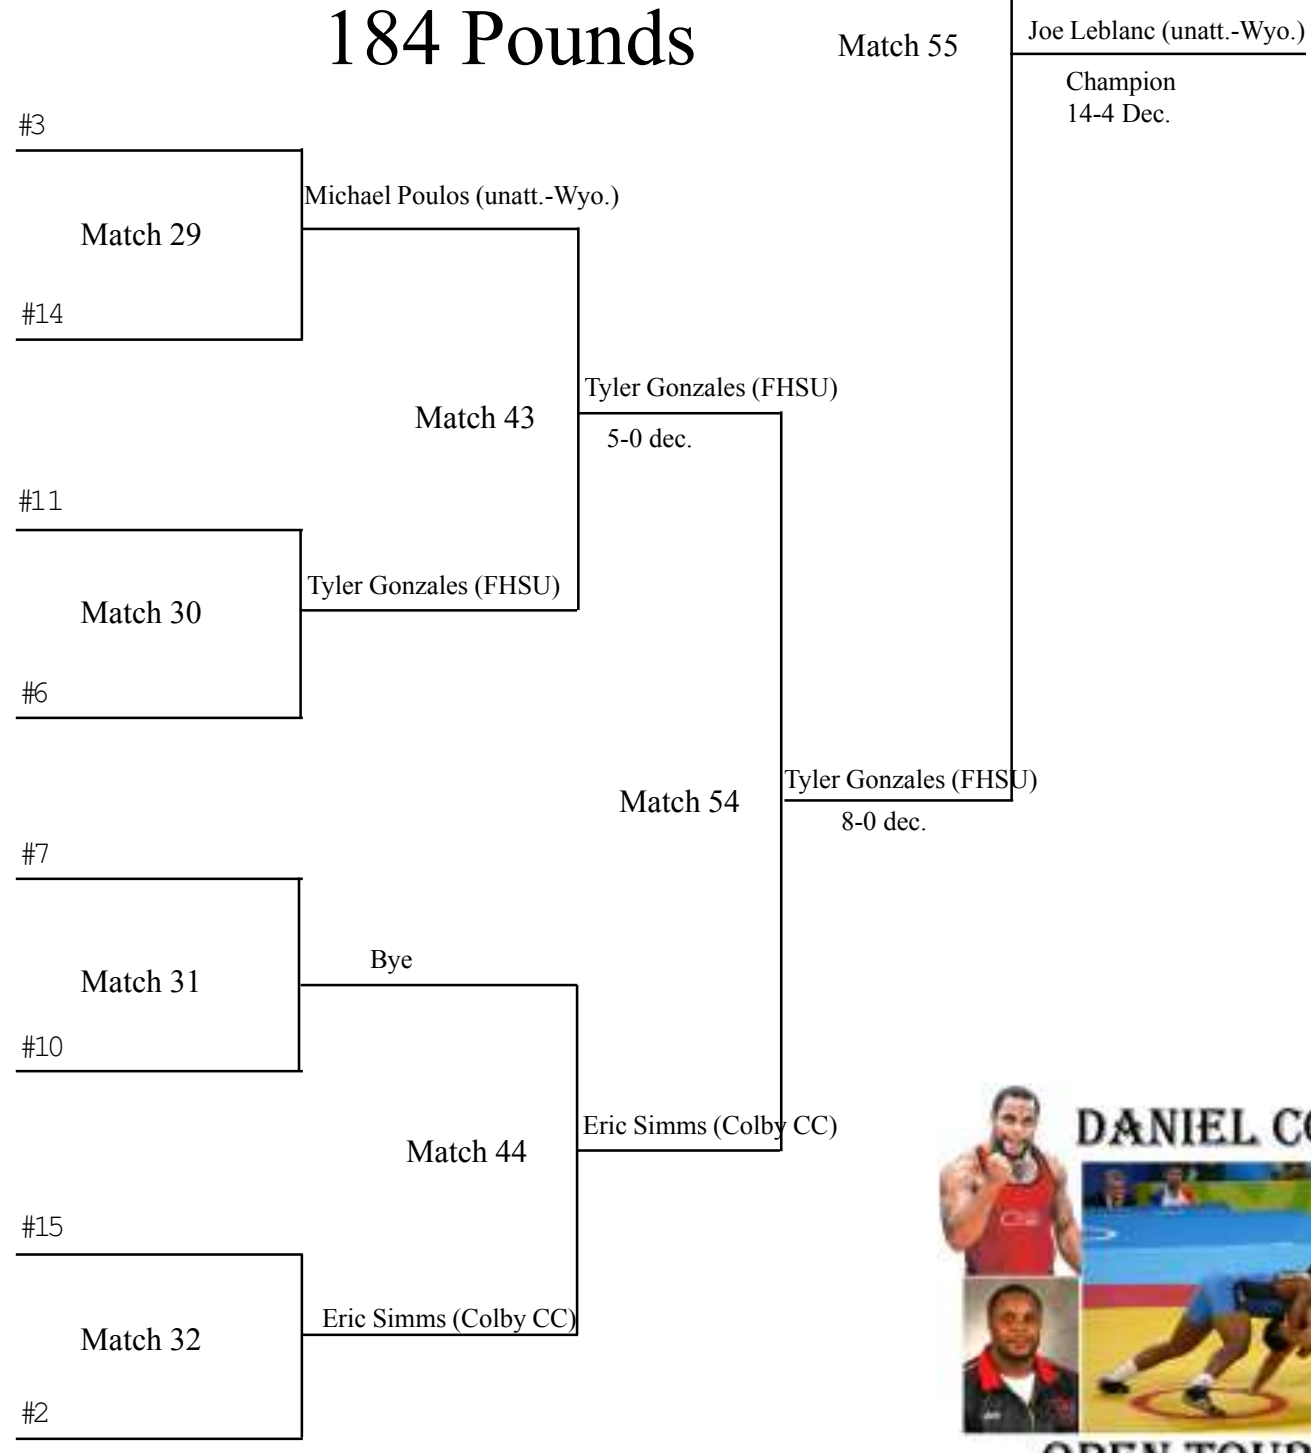 184 Pounds
Match 55
Joe Leblanc (unatt.-Wyo.)
Champion
14-4 Dec.
#3
Michael Poulos (unatt.-Wyo.)
Match 29
#14
Tyler Gonzales (FHSU)
Match 43
5-0 dec.
#11
Tyler Gonzales (FHSU)
Match 30
#6
Tyler Gonzales (FHSU)
Match 54
8-0 dec.
#7
Bye
Match 31
#10
Eric Simms (Colby CC)
Match 44
DANIEL
#15
Eric Simms (Colby CC)
Match 32
#2
OPEN